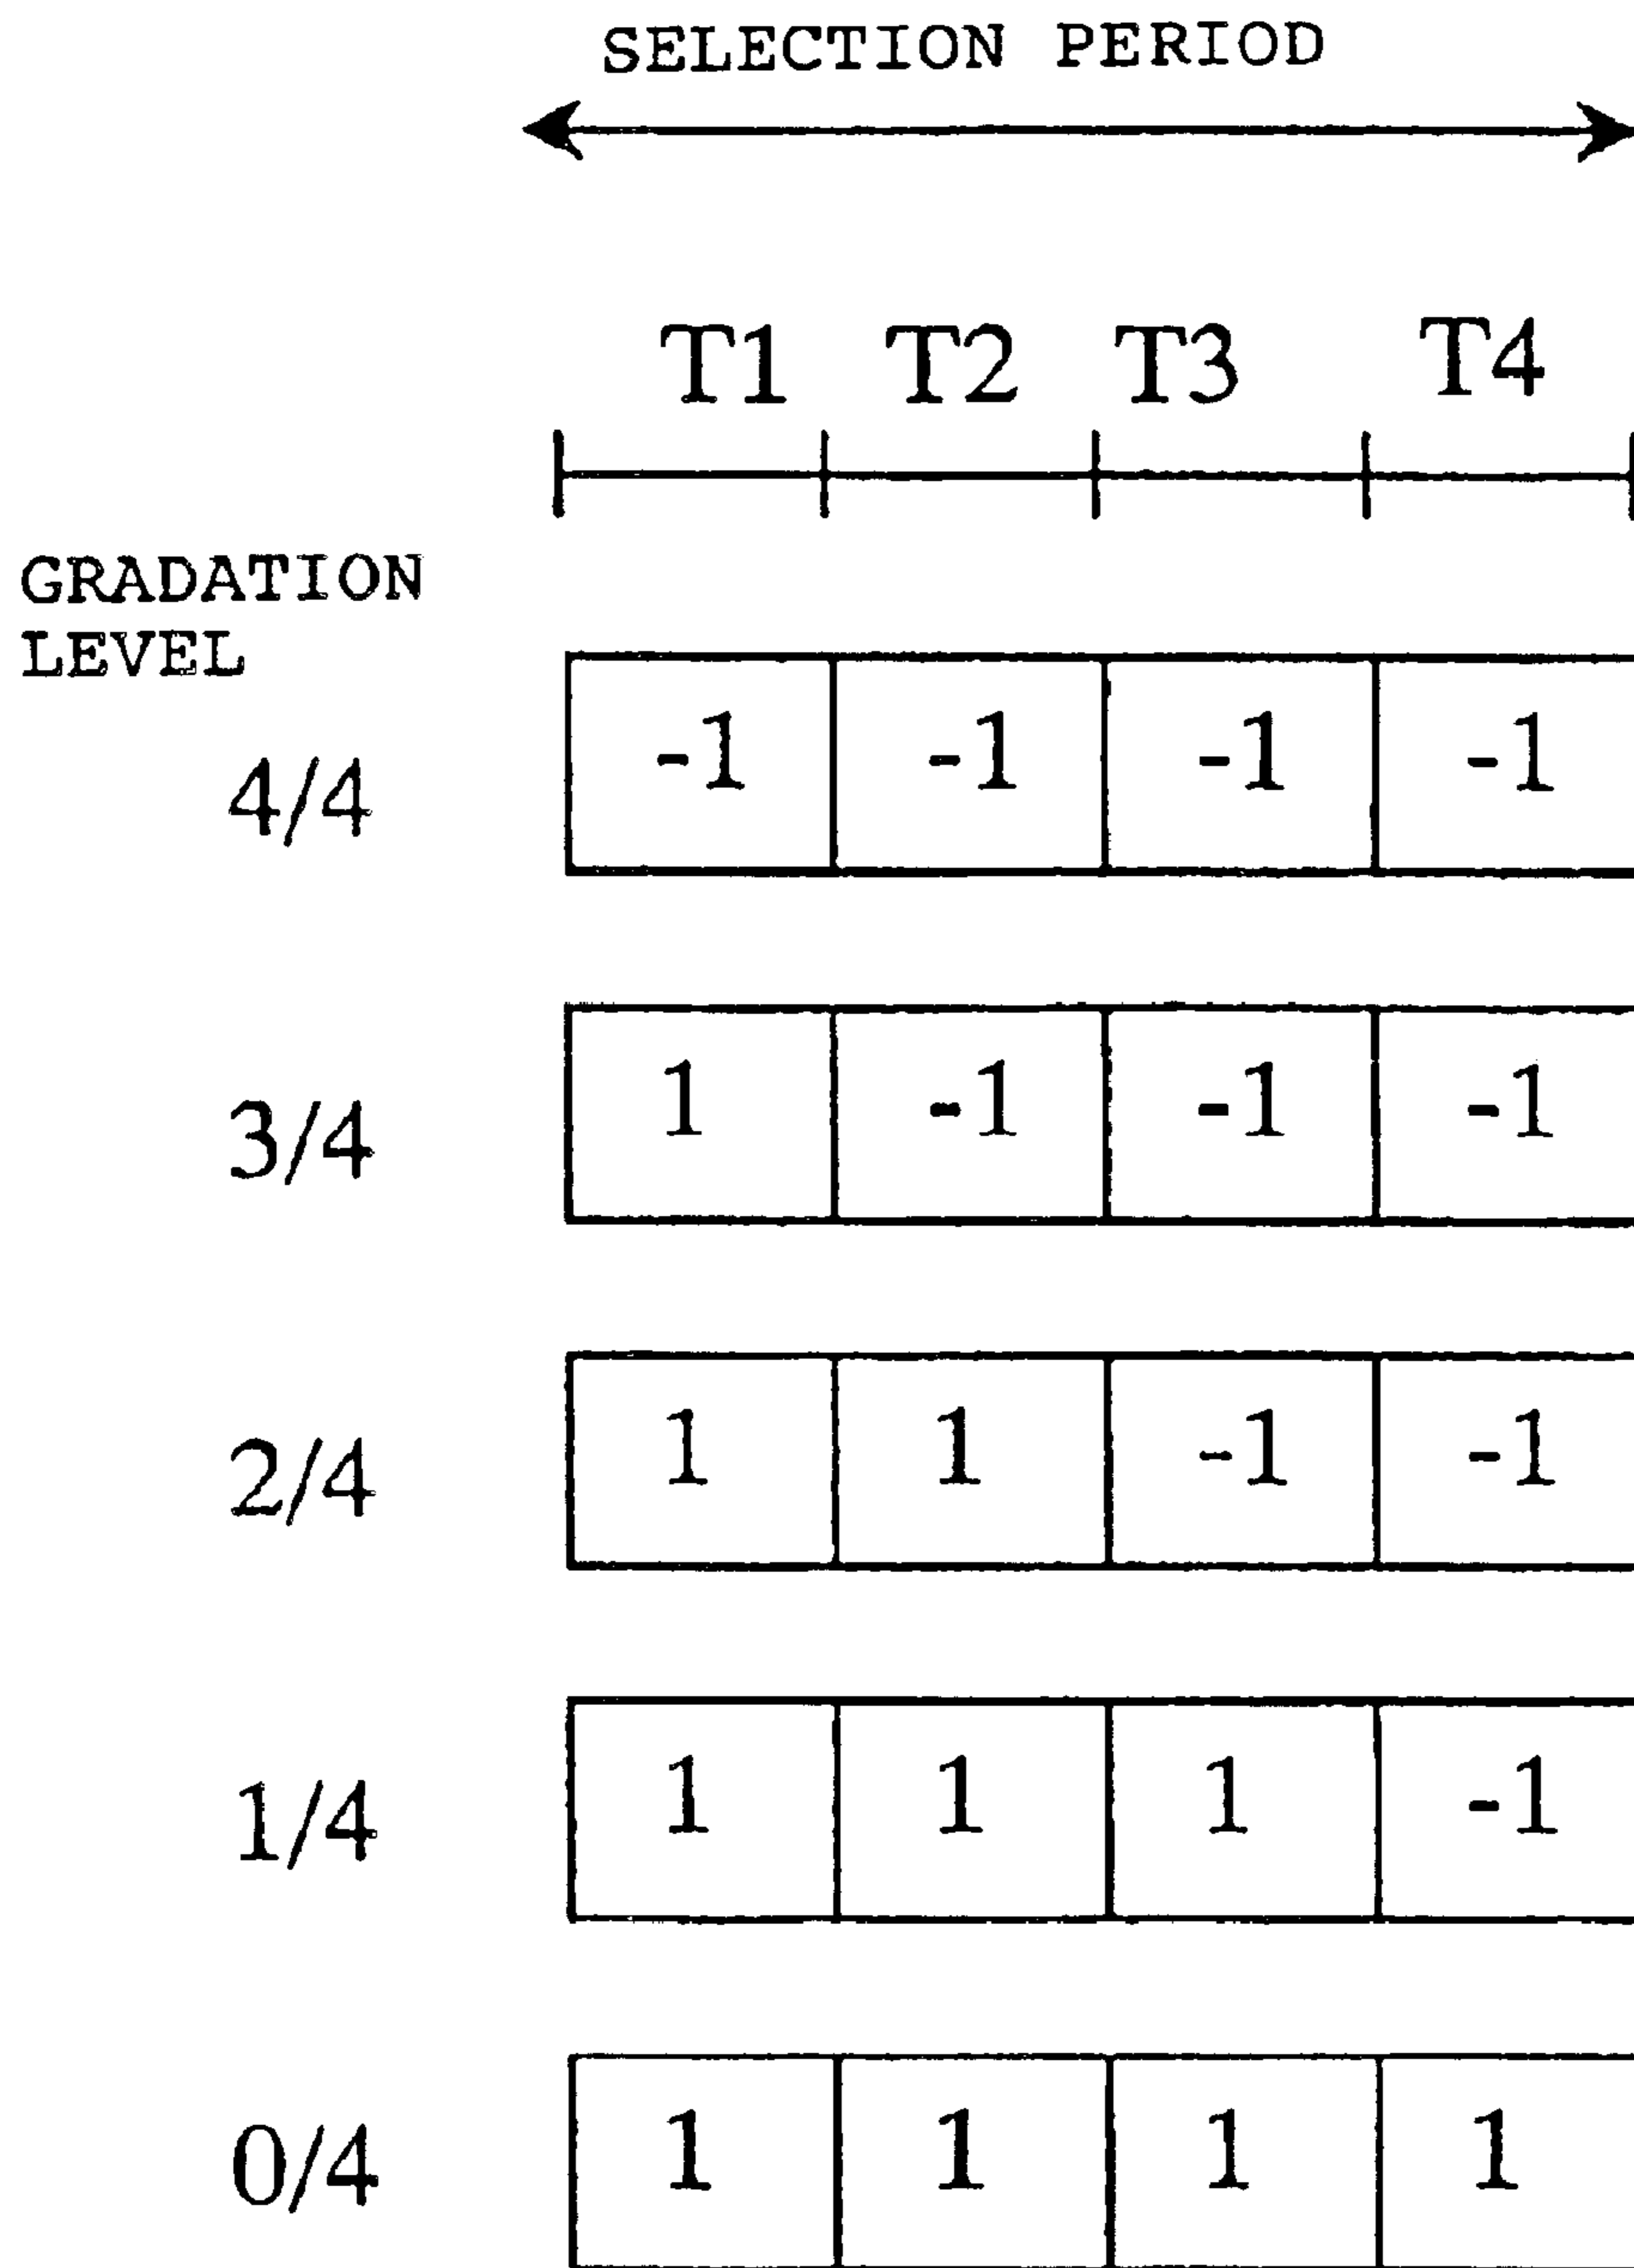 SELECTION PERIOD
T1 T2 T3 T4
GRADATION
LEVEL
4/4 -1 -1 -1 -1
3/4 1 -1 -1 -1
2/4 1 1 -1 -1
1/4 1 1 1 -1
0/4 1 1 1 1